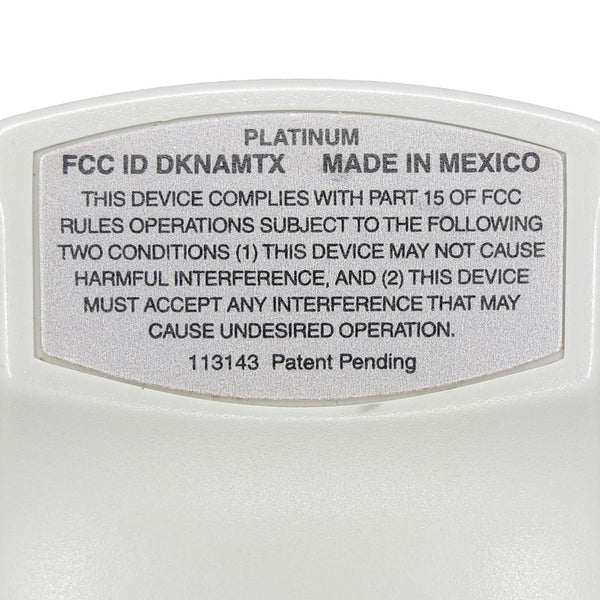 PLATINUM
FCC ID DKNAMTX MADE IN MEXICO
THIS DEVICE COMPLIES WITH PART 15 OF FCC
RULES OPERATIONS SUBJECT TO THE FOLLOWING
TWO CONDITIONS (1) THIS DEVICE MAY NOT CAUSE
HARMFUL INTERFERENCE, AND (2) THIS DEVICE
MUST ACCEPT ANY INTERFERENCE THAT MAY
CAUSE UNDESIRED OPERATION.
113143 Patent Pending